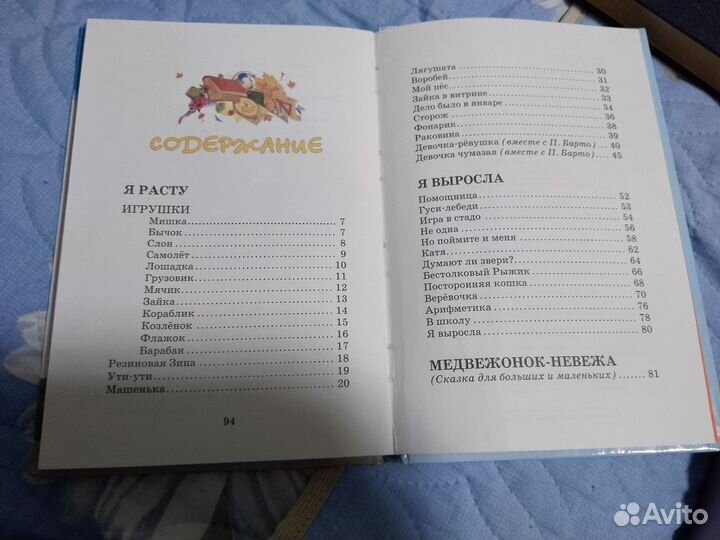 СОДЕРЖАНИЕ
Я РАСТУ
ИГРУШКИ
Мишка 7
Бычок 7
Слон 8
Самолёт 9
Лошадка 10
Грузовик 11
Мячик 12
Зайка 13
Кораблик 14
Козлёнок 15
Флажок 16
Барабан 17
Резиновая Зина 18
Ути-ути 19
Машенька 20
94
Лягушата 30
Воробей 31
Мой пёс 32
Зайка в витрине 33
Дело было в январе 34
Сторож 36
Фонарик 38
Раковина 39
Девочка-рёвушка (вместе с П. Барто) 40
Девочка чумазая (вместе с П. Барто) 45
Я ВЫРОСЛА
Помощница 52
Гуси-лебеди 53
Игра в стадо 54
Не одна 56
Но поймите и меня 58
Катя 62
Думают ли звери? 64
Бестолковый Рыжик 66
Посторонняя кошка 68
Верёвочка 70
Арифметика 76
В школу 78
Я выросла 80
МЕДВЕЖОНОК-НЕВЕЖА
(Сказка для больших и маленьких) 81
Avito